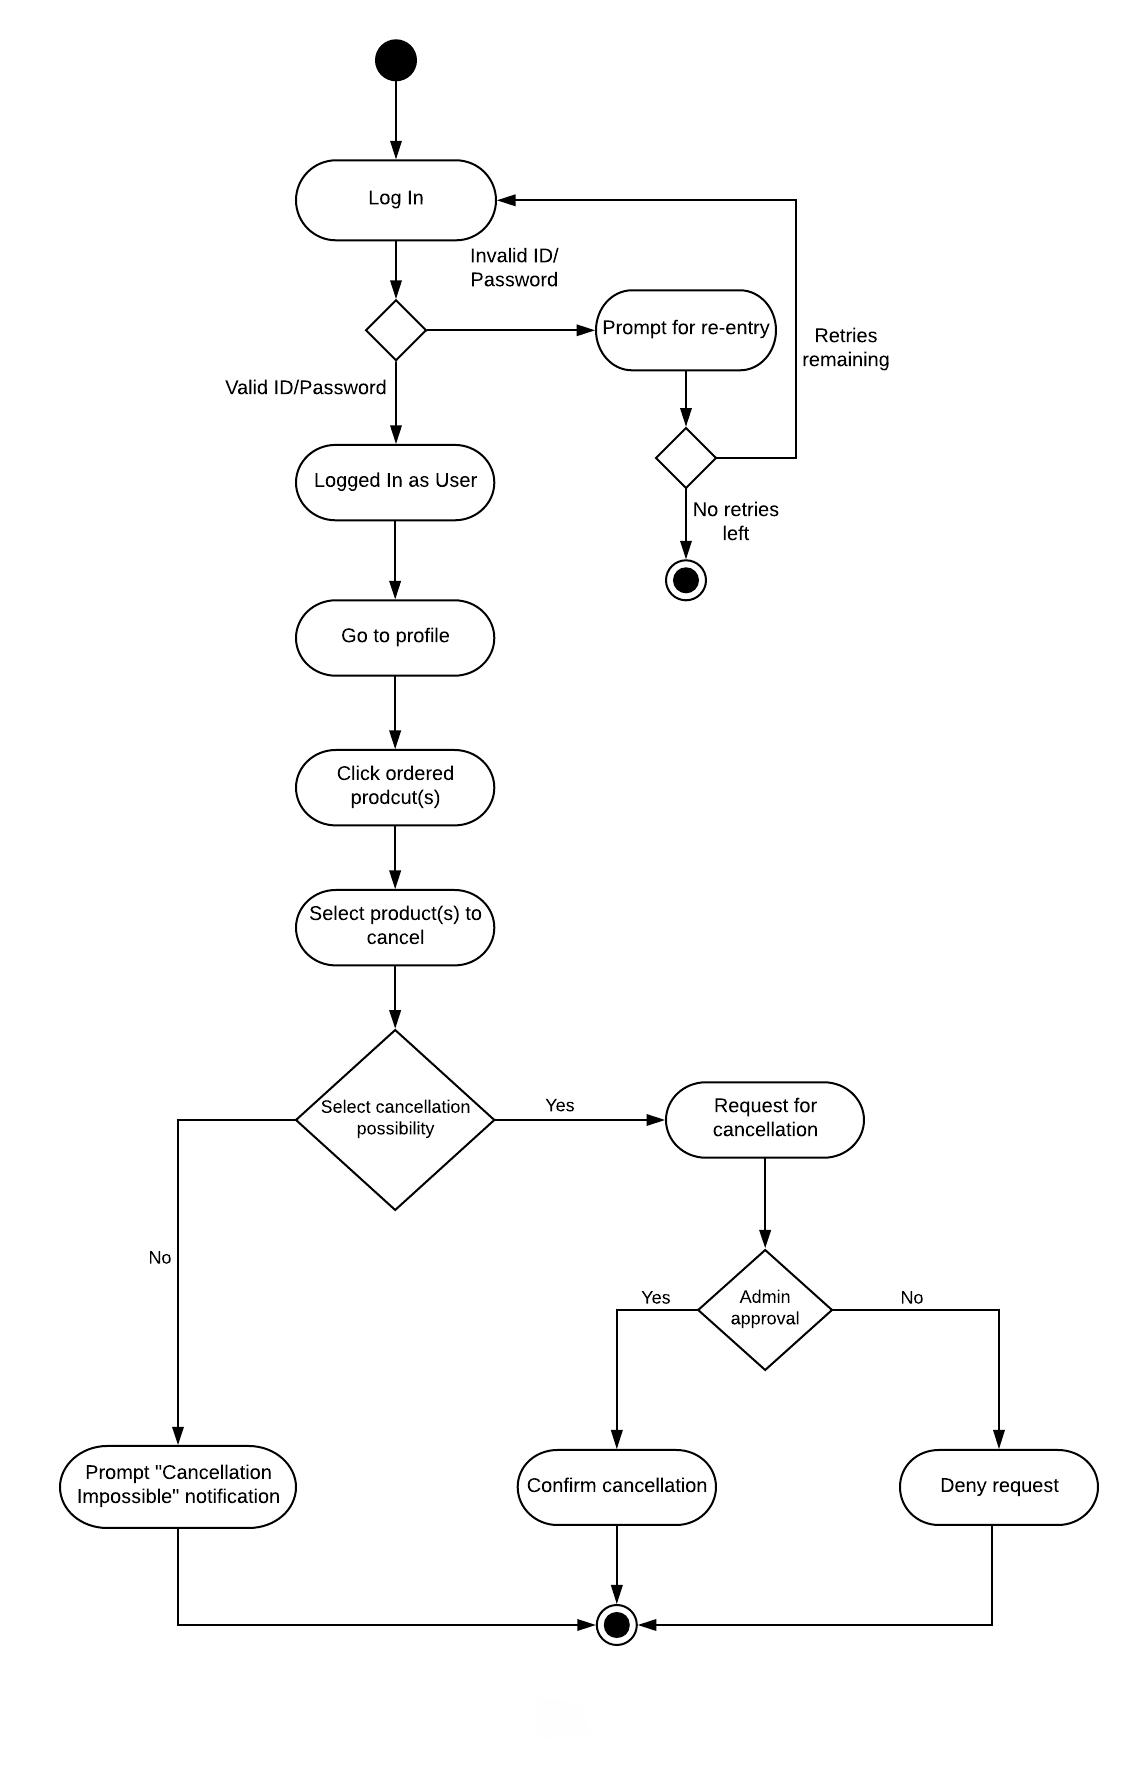 Log In
Invalid ID/
Password
Prompt for re-entry
Retries
remaining
Valid ID/Password
Logged In as User
No retries
left
Go to profile
Click ordered
prodcut(s)
Select product(s) to
cancel
Select cancellation
possibility
Yes
Request for
cancellation
No
Admin
approval
Yes
No
Prompt "Cancellation
Impossible" notification
Confirm cancellation
Deny request